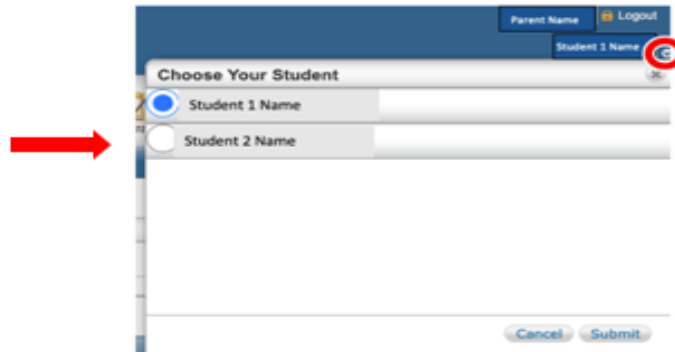 Parent Name Logout
Student 1 Name
Choose Your Student
Student 1 Name
Student 2 Name
Cancel Submit